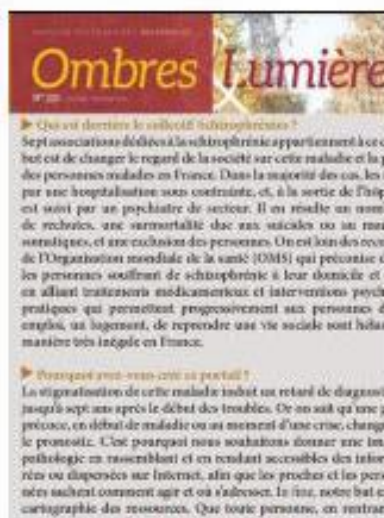 Ombres & Lumière
▶ Qui est derrière le collectif Schizophrénies ?
Sept associations dédiées à la schizophrénie appartiennent à ce c
but est de changer le regard de la société sur cette maladie et la p
des personnes malades en France. Dans la majorité des cas, les
par une hospitalisation sous contrainte, et, à la sortie de l'hôp
est suivi par un psychiatre de secteur. Il en résulte un nom
de rechutes, une surmortalité due aux suicides ou au mau
somatiques, et une exclusion des personnes. On est loin des reco
de l'Organisation mondiale de la santé (OMS) qui préconise d
les personnes souffrant de schizophrénie à leur domicile et
en alliant traitements médicamenteux et interventions psych
pratiques qui permettent progressivement aux personnes d
emploi, un logement, de reprendre une vie sociale sont hélas
manière très inégale en France.
▶ Pourquoi avez-vous créé ce portail ?
La stigmatisation de cette maladie induit un retard de diagnost
jusqu'à sept ans après le début des troubles. Or on sait qu'une p
précoce, en début de maladie ou au moment d'une crise, chang
le pronostic. C'est pourquoi nous souhaitons donner une im
pathologie en rassemblant et en rendant accessibles des infor
rées ou dispersées sur Internet, afin que les proches et les per
nées sachent comment agir et où s'adresser. In fine, notre but e
cartographie des ressources. Que toute personne, en rentran